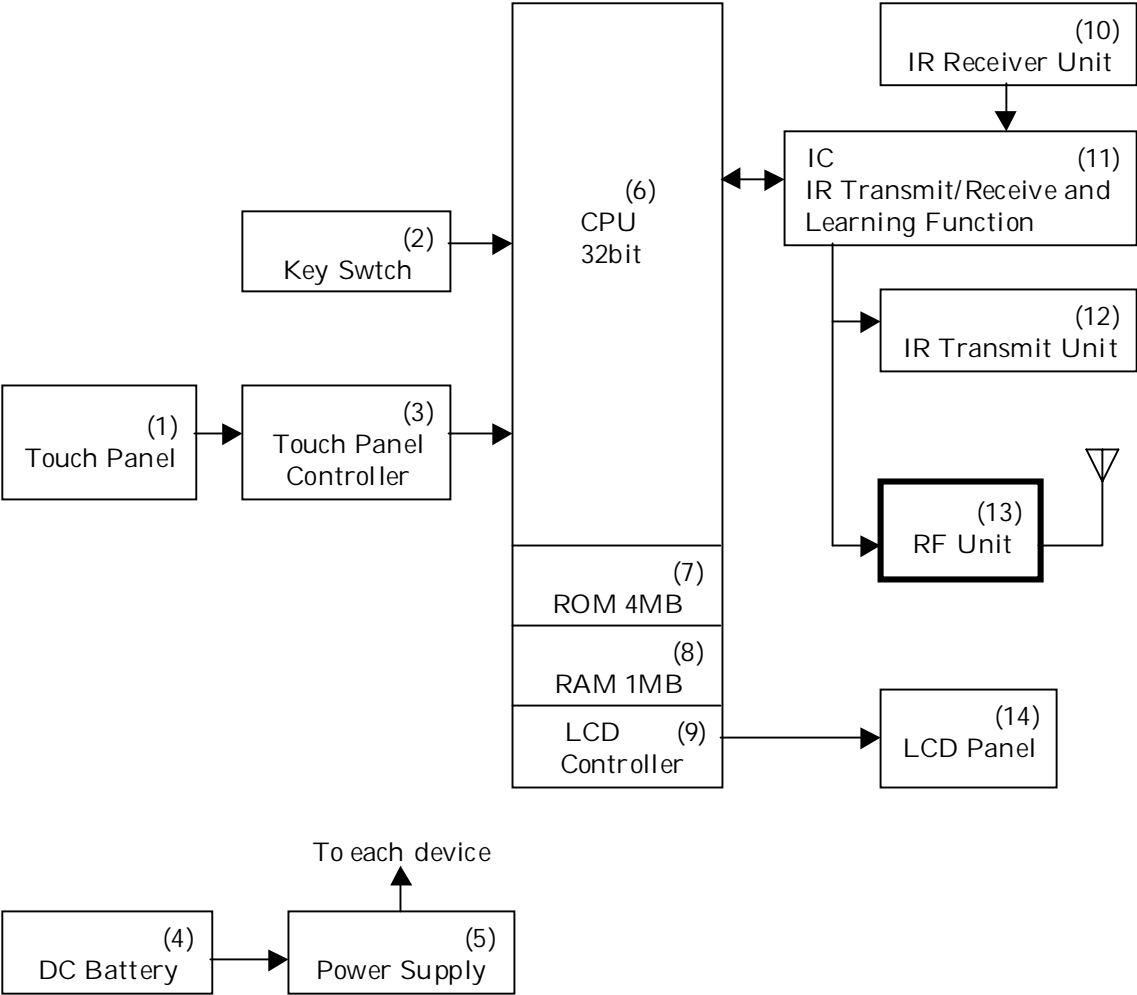 (10)
IR Receiver Unit
IC (11)
IR Transmit/Receive and
Learning Function
(6)
CPU
32bit
(2)
Key Swtch
(12)
IR Transmit Unit
(1)
Touch Panel
(3)
Touch Panel
Controller
(13)
RF Unit
(7)
ROM 4MB
(8)
RAM 1MB
LCD (9)
Controller
(14)
LCD Panel
To each device
(4)
DC Battery
(5)
Power Supply